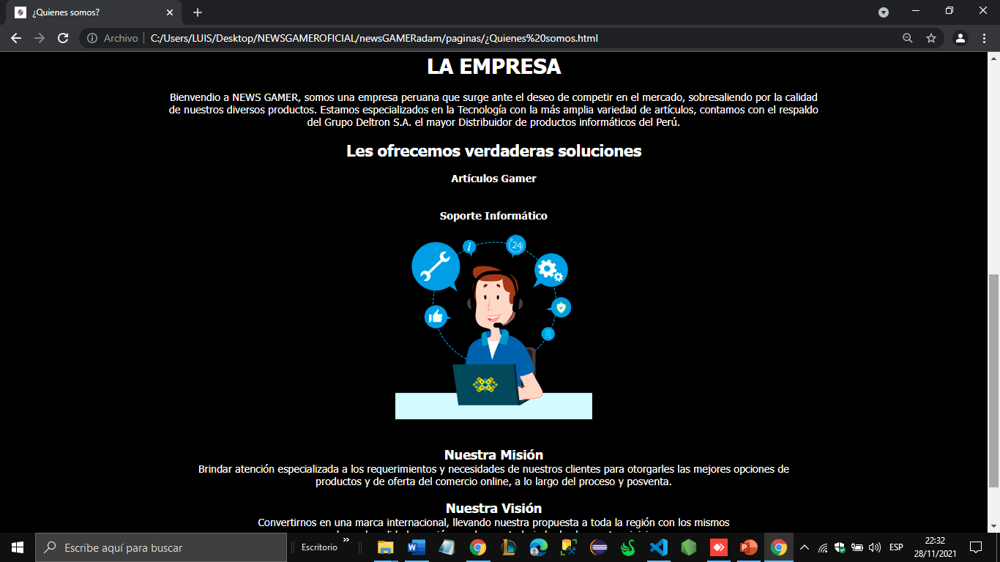 ¿Quienes somos?
Archivo
C:/Users/LUIS/Desktop/NEWSGAMEROFICIAL/newsGAMERadam/paginas/¿Quienes%20somos.html
LA EMPRESA
Bienvendio a NEWS GAMER, somos una empresa peruana que surge ante el deseo de competir en el mercado, sobresaliendo por la calidad
de nuestros diversos productos. Estamos especializados en la Tecnología con la más amplia variedad de artículos, contamos con el respaldo
del Grupo Deltron S.A. el mayor Distribuidor de productos informáticos del Perú.
Les ofrecemos verdaderas soluciones
Artículos Gamer
Soporte Informático
i
24
Nuestra Misión
Brindar atención especializada a los requerimientos y necesidades de nuestros clientes para otorgarles las mejores opciones de
productos y de oferta del comercio online, a lo largo del proceso y posventa.
Nuestra Visión
Convertirnos en una marca internacional, llevando nuestra propuesta a toda la región con los mismos
Escribe aquí para buscar
Escritorio
ESP
22:32
28/11/2021